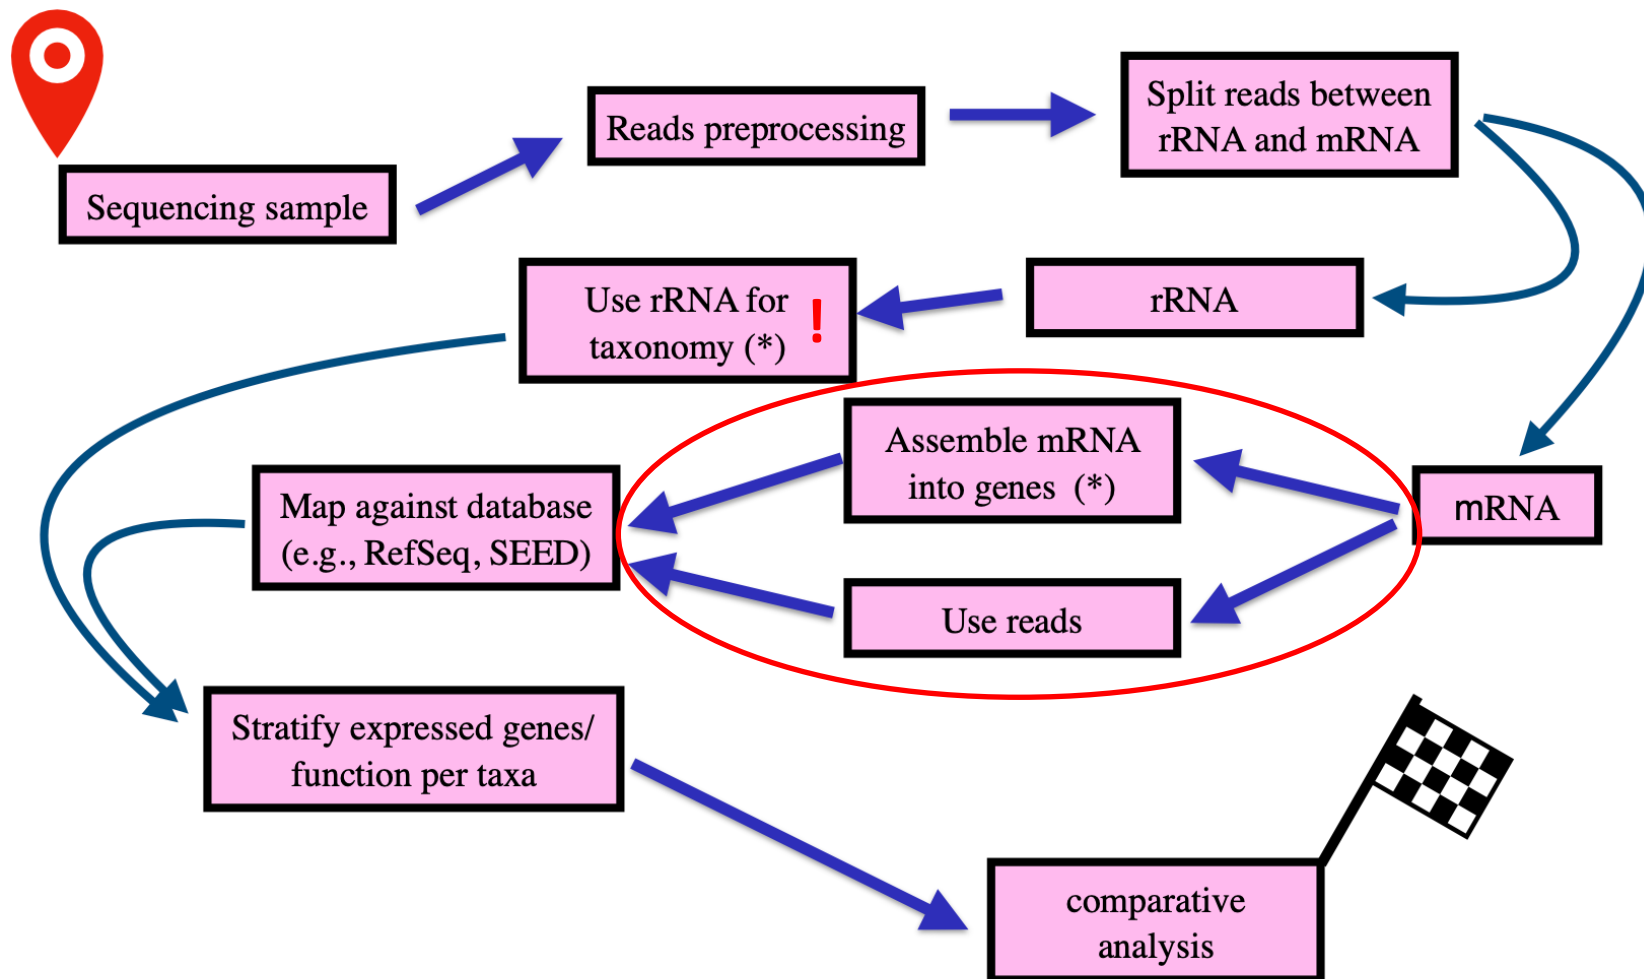 Sequencing sample
Reads preprocessing
Split reads between
rRNA and mRNA
rRNA
Use rRNA for
taxonomy (*) !
mRNA
Assemble mRNA
into genes (*)
Use reads
Map against database
(e.g., RefSeq, SEED)
Stratify expressed genes/
function per taxa
comparative
analysis